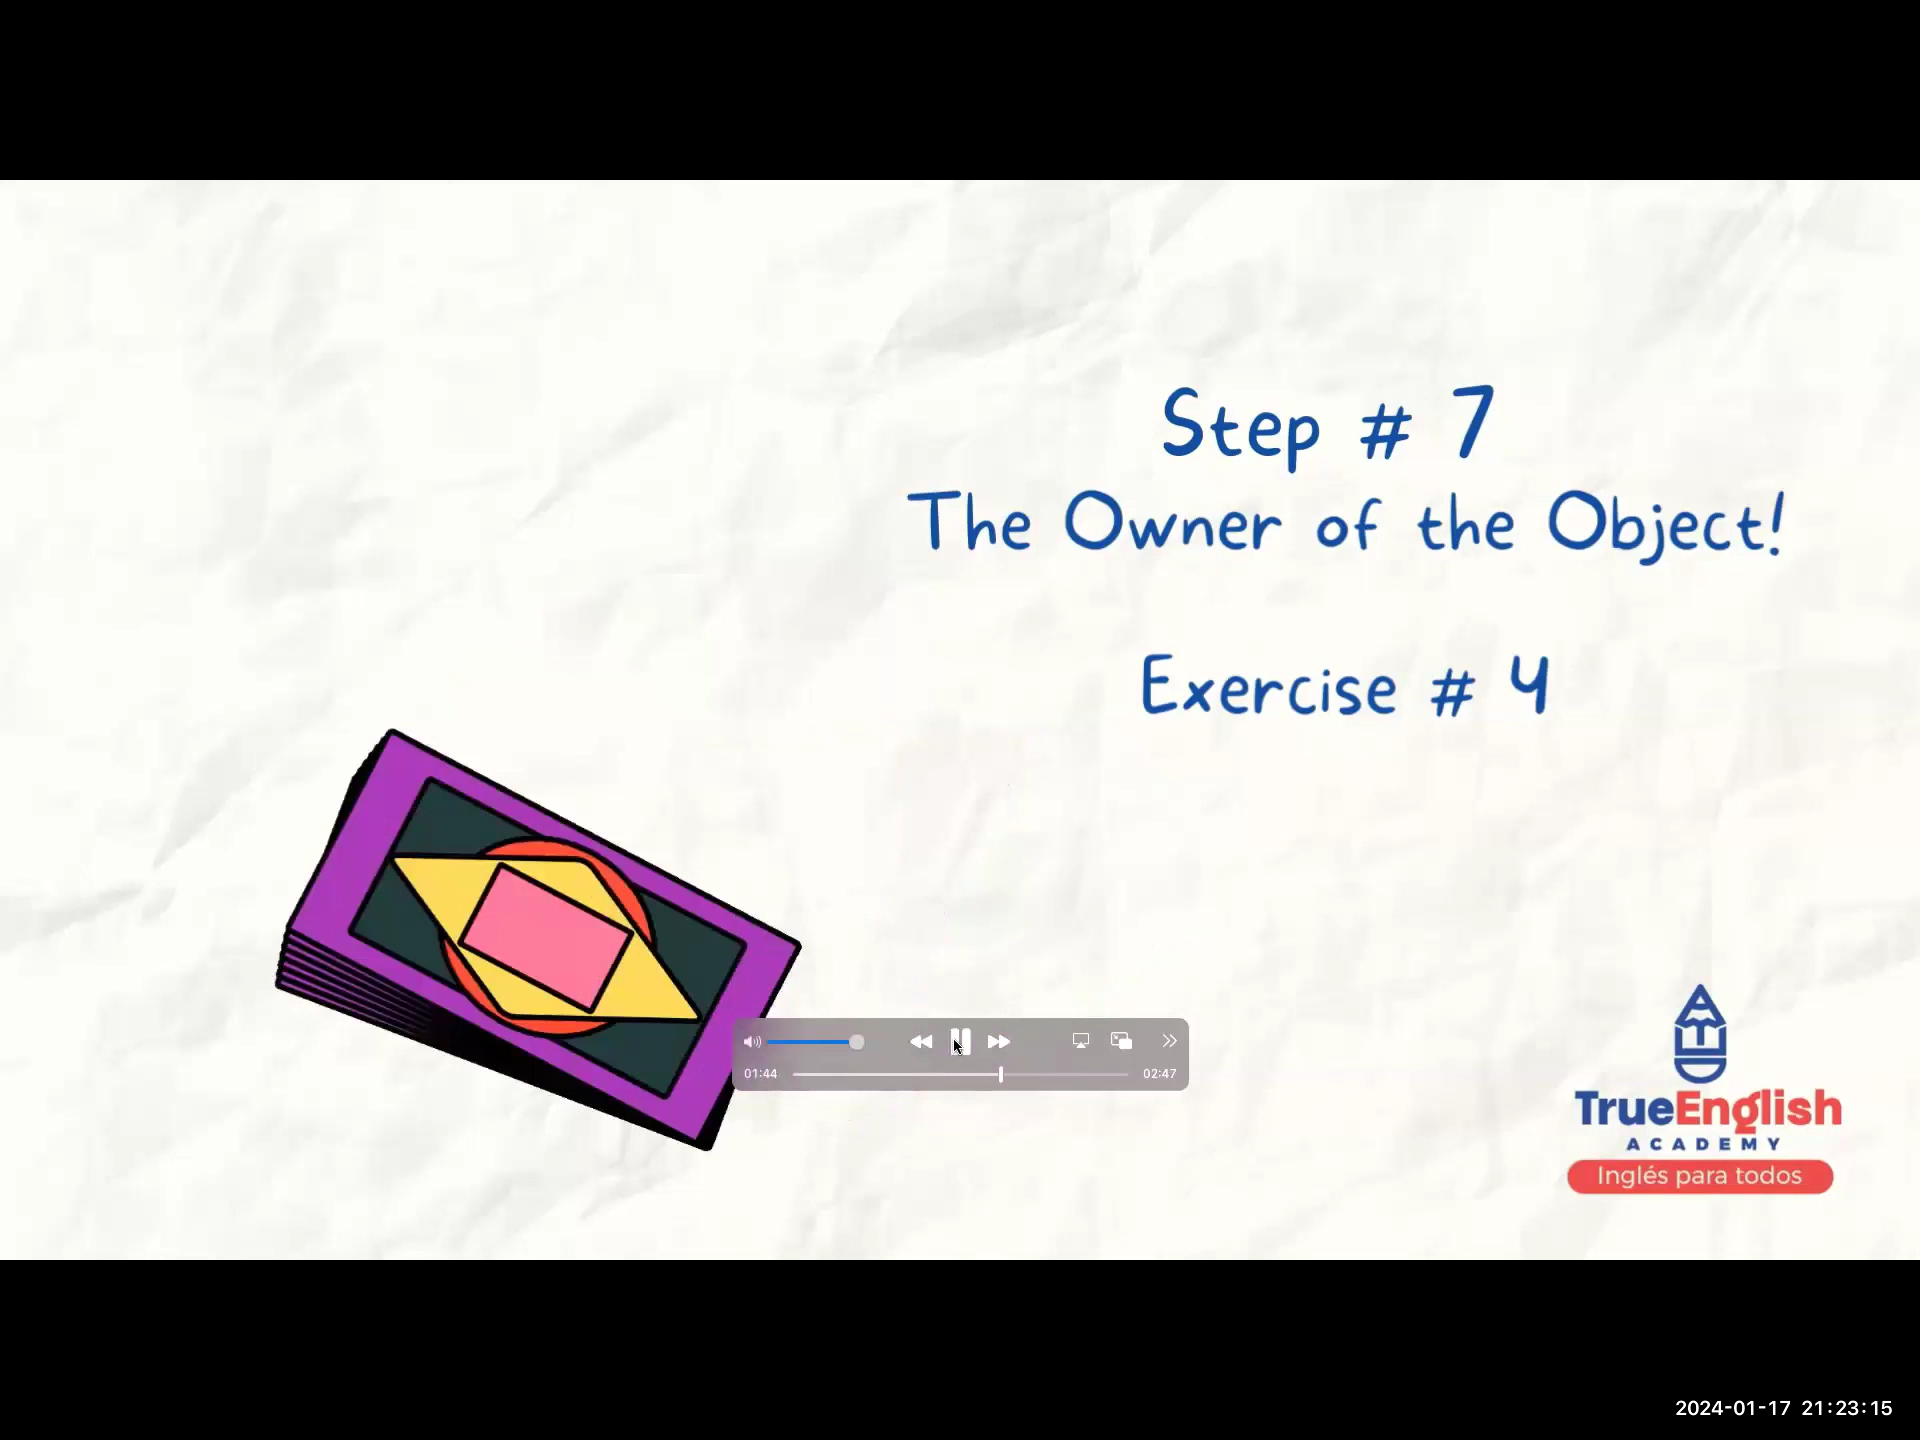 Step # 7
The Owner of the Object!
Exercise # 4
01:44
02:47
TrueEnglish
ACADEMY
Inglés para todos
2024-01-17 21:23:15